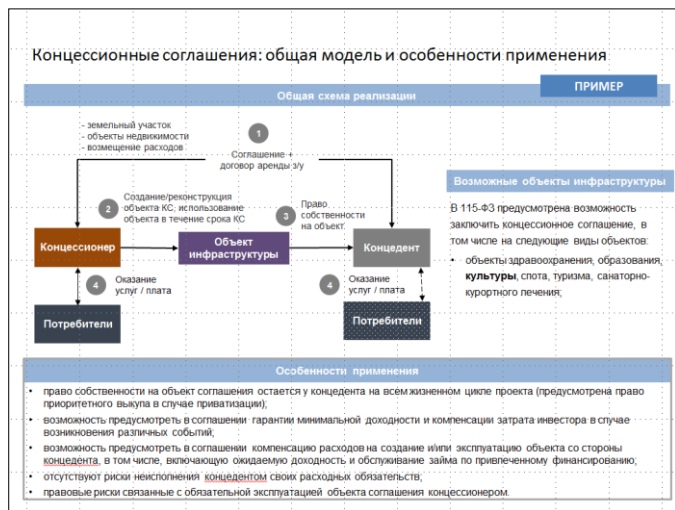 Концессионные соглашения: общая модель и особенности применения
ПРИМЕР
Общая схема реализации
- земельный участок
- объекты недвижимости
- возмещение расходов
1
Соглашение +
договор аренды з/у
2
Создание/реконструкция
объекта КС, использование
объекта в течение срока КС
3
Право
собственности
на объект
Концессионер
Объект
инфраструктуры
Концедент
4
Оказание
услуг / плата
4
Оказание
услуг / плата
Потребители
Потребители
Возможные объекты инфраструктуры
В 115-ФЗ предусмотрена возможность
заключить концессионное соглашение, в
том числе на следующие виды объектов:
• объекты здравоохранения, образования,
культуры, спота, туризма, санаторно-
курортного печения;
Особенности применения
• право собственности на объект соглашения остается у концедента на всем жизненном цикле проекта (предусмотрена право
приоритетного выкупа в случае приватизации);
• возможность предусмотреть в соглашении гарантии минимальной доходности и компенсации затрата инвестора в случае
возникновения различных событий;
• возможность предусмотреть в соглашении компенсацию расходов на создание и/или эксплуатацию объекта со стороны
концедента, в том числе, включающую ожидаемую доходность и обслуживание займа по привлеченному финансированию;
• отсутствуют риски неисполнения концедентом своих расходных обязательств;
• правовые риски связанные с обязательной эксплуатацией объекта соглашения концессионером.